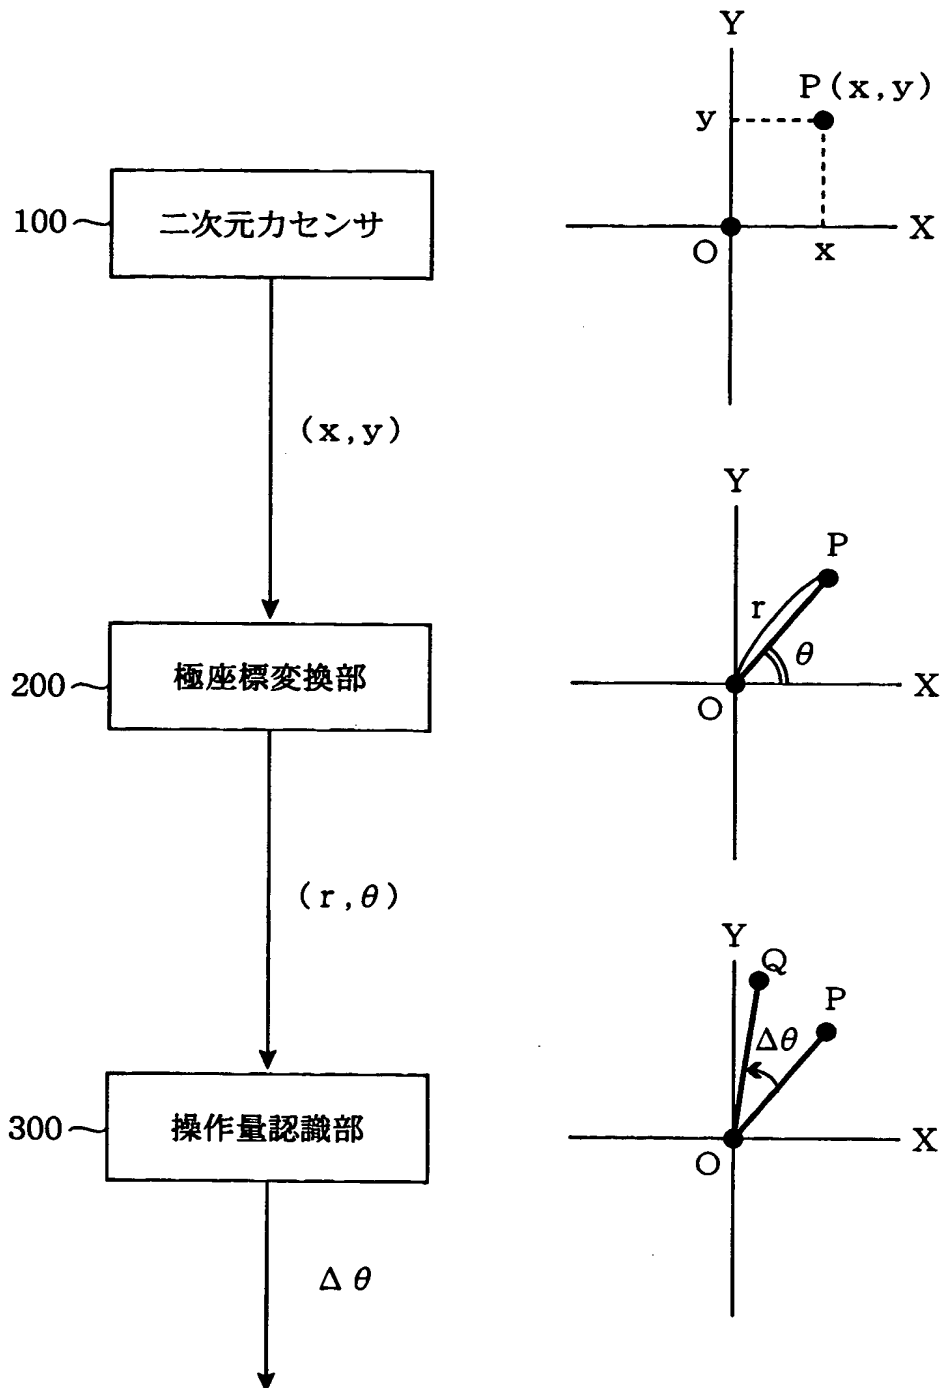 Y
P(x,y)
y
100
二次元力センサ
X
O
x
(x,y)
Y
P
r
θ
200
極座標変換部
X
O
(r,θ)
Y
Q
P
Δθ
300
操作量認識部
X
O
Δθ